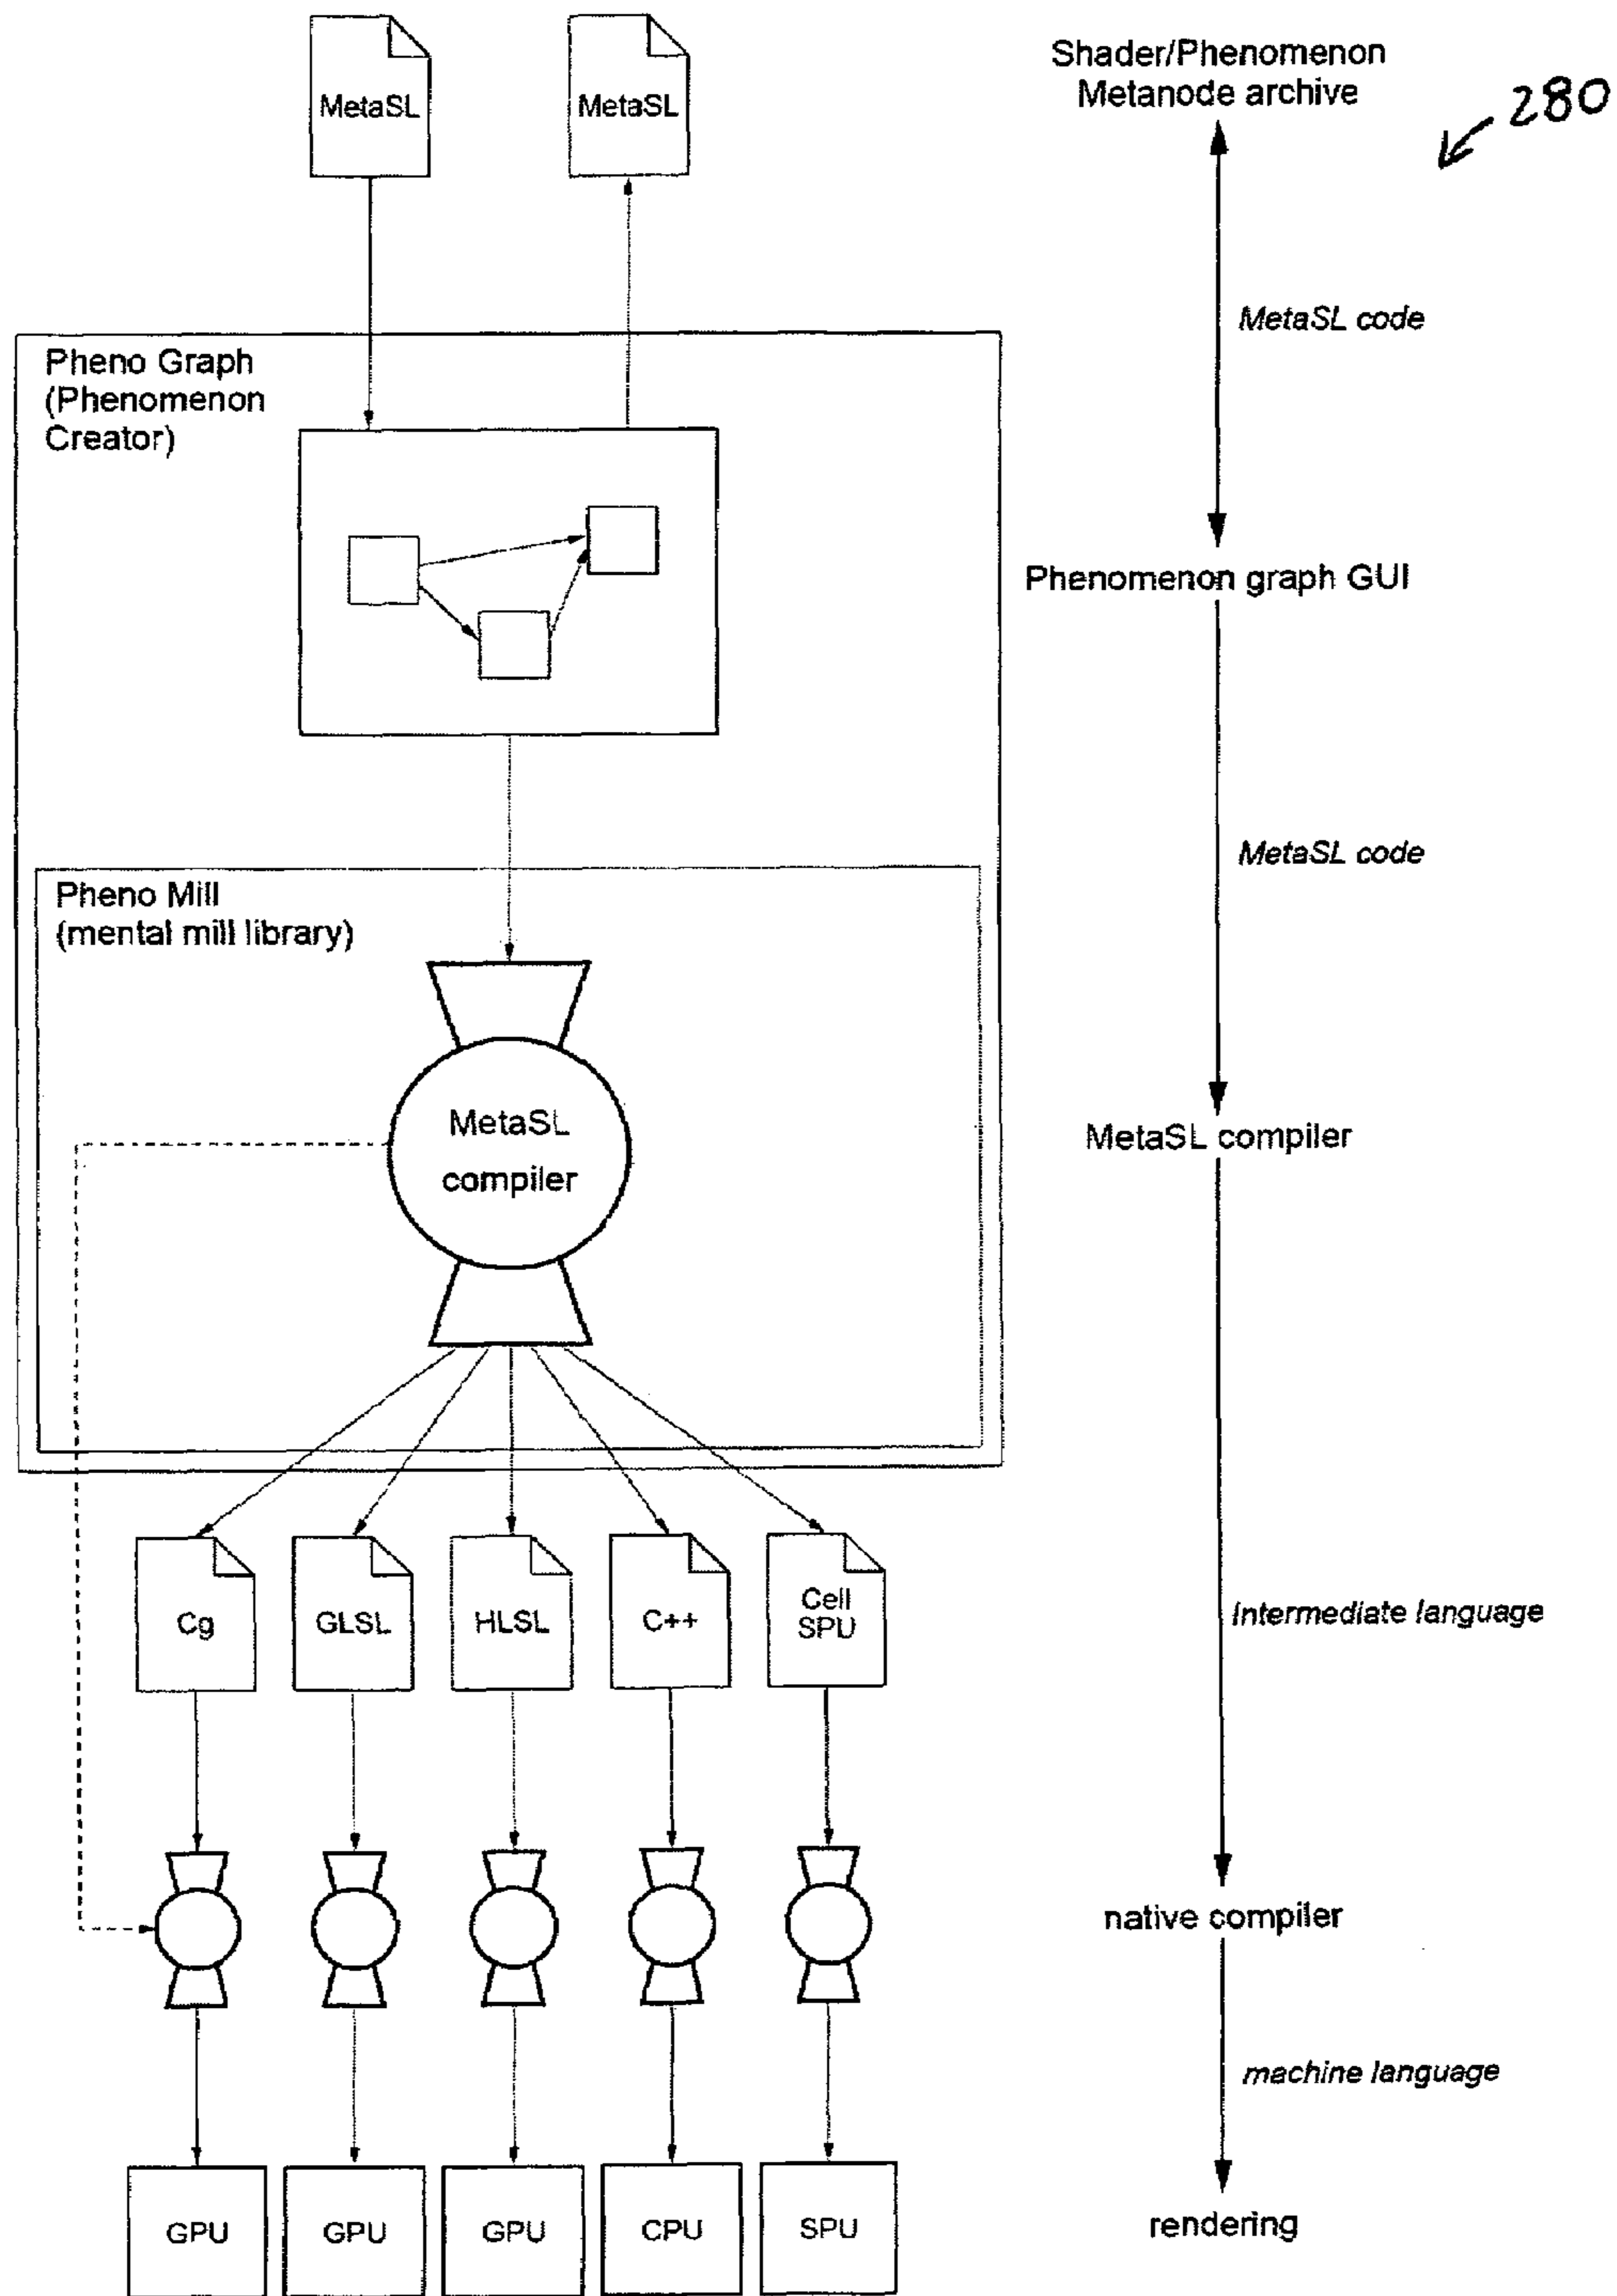 MetaSL
MetaSL
Shader/Phenomenon
Metanode archive
280
MetaSL code
Pheno Graph
(Phenomenon
Creator)
Phenomenon graph GUI
MetaSL code
Pheno Mill
(mental mill library)
MetaSL
compiler
MetaSL compiler
Cg
GLSL
HLSL
C++
Cell
SPU
Intermediate language
native compiler
machine language
GPU
GPU
GPU
CPU
SPU
rendering